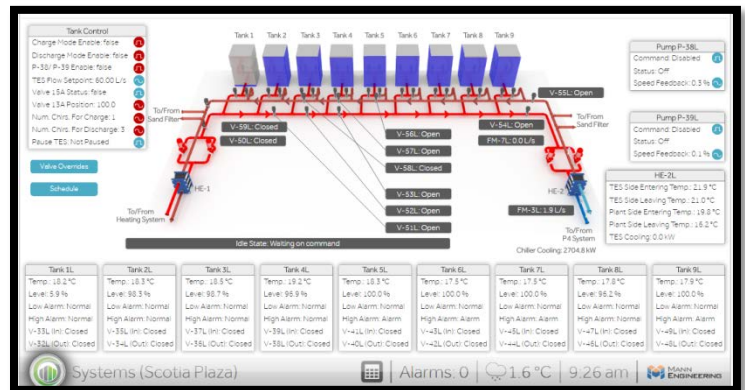 Tank Control
Charge Mode Enable: false
Discharge Mode Enable: false
P-38/ P-39 Enable: false
TES Flow Setpoint: 60.00 L/s
Valve 15A Status: false
Valve 13A Position: 100.0
Num. Chlrs. For Charge: 1
Num. Chlrs. For Discharge: 3
Pause TES: Not Paused
Valve Overrides
Schedule
Tank 1 Tank 2 Tank 3 Tank 4 Tank 5 Tank 6 Tank 7 Tank 8 Tank 9
To/From
Sand Filter
V-59L: Closed
V-50L: Closed
HE-1
To/From
Heating System
V-56L: Open
V-57L: Open
V-58L: Closed
V-53L: Open
V-52L: Open
V-51L: Open
V-55L: Open
V-54L: Open
FM-7L: 0.0 L/s
To/From
Sand Filter
HE-2
FM-3L: 1.9 L/s
To/From
P4 System
Chiller Cooling: 2704.8 kW
Idle State: Waiting on command
Pump P-38L
Command: Disabled
Status: Off
Speed Feedback: 0.3 %
Pump P-39L
Command: Disabled
Status: Off
Speed Feedback: 0.1 %
HE-2L
TES Side Entering Temp.: 21.9 °C
TES Side Leaving Temp.: 21.0 °C
Plant Side Entering Temp.: 19.8 °C
Plant Side Leaving Temp.: 16.2 °C
TES Cooling: 0.0 kW
Tank 1L
Temp.: 18.2 °C
Level: 5.9 %
Low Alarm: Normal
High Alarm: Normal
V-33L (In): Closed
V-32L (Out): Closed
Tank 2L
Temp.: 18.3 °C
Level: 98.3 %
Low Alarm: Normal
High Alarm: Normal
V-35L (In): Closed
V-34L (Out): Closed
Tank 3L
Temp.: 18.5 °C
Level: 98.7 %
Low Alarm: Normal
High Alarm: Normal
V-37L (In): Closed
V-36L (Out): Closed
Tank 4L
Temp.: 19.2 °C
Level: 96.9 %
Low Alarm: Normal
High Alarm: Normal
V-39L (In): Closed
V-38L (Out): Closed
Tank 5L
Temp.: 18.3 °C
Level: 100.0 %
Low Alarm: Normal
High Alarm: Alarm
V-41L (In): Closed
V-40L (Out): Closed
Tank 6L
Temp.: 17.5 °C
Level: 100.0 %
Low Alarm: Normal
High Alarm: Alarm
V-43L (In): Closed
V-42L (Out): Closed
Tank 7L
Temp.: 17.5 °C
Level: 100.0 %
Low Alarm: Normal
High Alarm: Alarm
V-45L (In): Closed
V-44L (Out): Closed
Tank 8L
Temp.: 17.8 °C
Level: 96.2 %
Low Alarm: Normal
High Alarm: Normal
V-47L (In): Closed
V-46L (Out): Closed
Tank 9L
Temp.: 17.9 °C
Level: 100.0 %
Low Alarm: Normal
High Alarm: Normal
V-49L (In): Closed
V-48L (Out): Closed
Systems (Scotia Plaza) Alarms: 0 1.6 °C 9:26 am MANN ENGINEERING